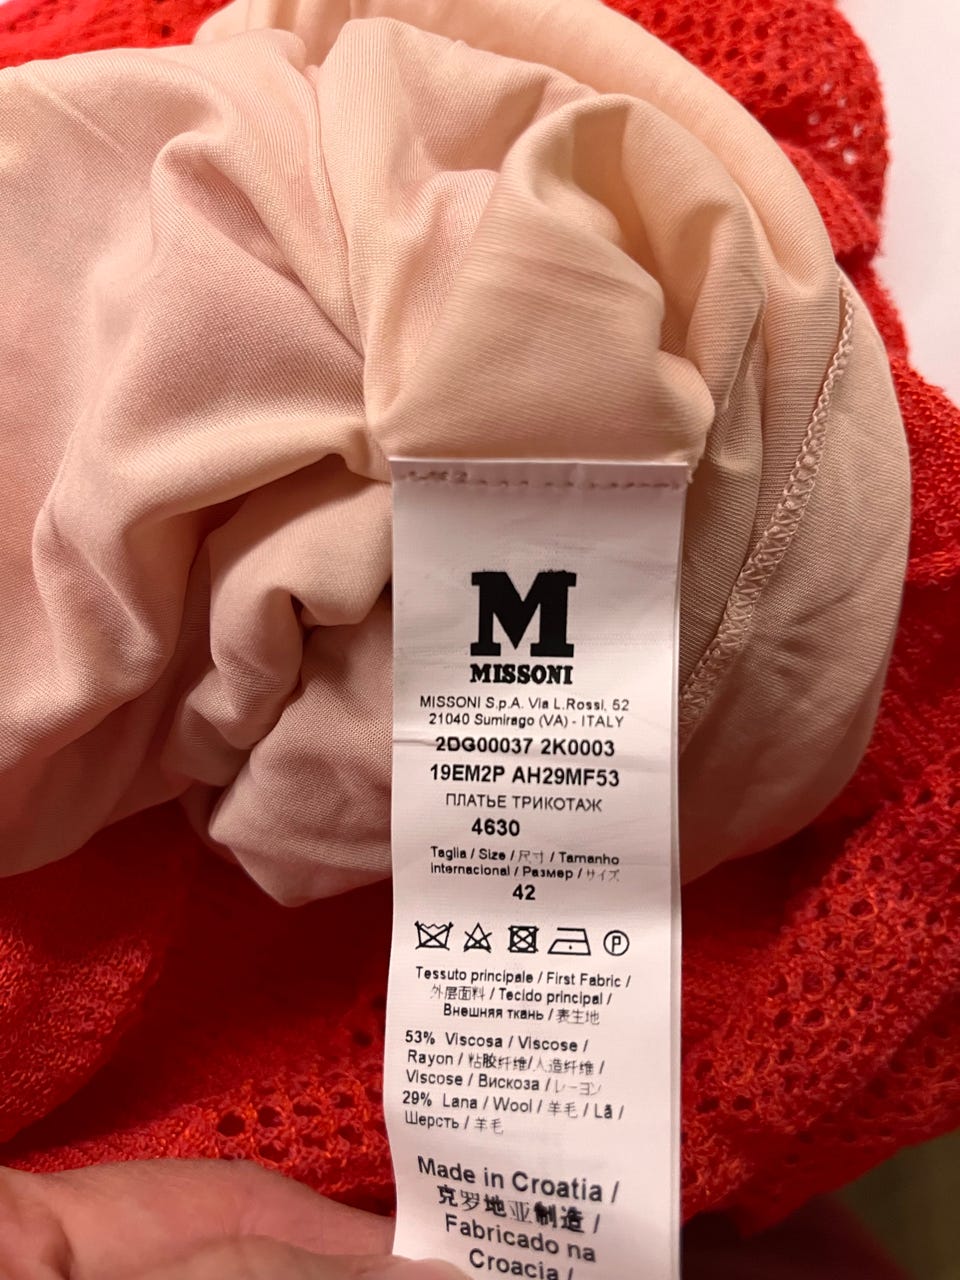 M
MISSONI
MISSONI S.p.A. Via L.Rossi, 52
21040 Sumirago (VA) - ITALY
2DG00037 2K0003
19EM2P AH29MF53
ПЛАТЬЕ ТРИКОТАЖ
4630
Taglia / Size / 尺寸 / Tamanho
internacional / Размер / サイズ
42
P
Tessuto principale / First Fabric /
外层面料 / Tecido principal /
Внешняя ткань / 表生地
53% Viscosa / Viscose /
Rayon / 粘胶纤维/人造纤维 /
Viscose / Вискоза / レーヨン
29% Lana / Wool / 羊毛 / Lã /
Шерсть / 羊毛
Made in Croatia /
克罗地亚制造 /
Fabricado na
Croacia /